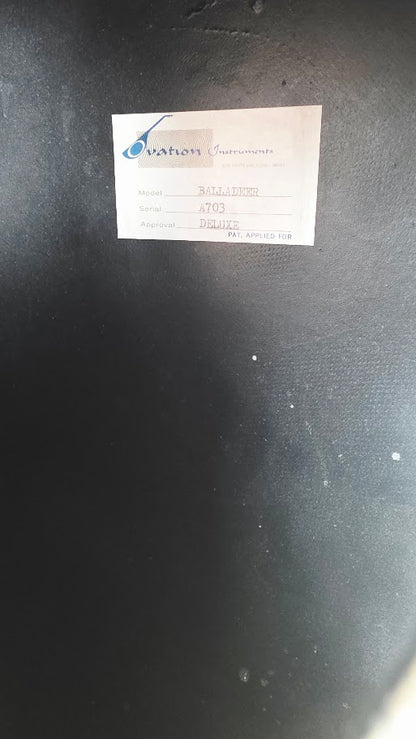 Ovation Instruments
Model BALLADEER
Serial A703
Approval DELUXE
PAT. APPLIED FOR